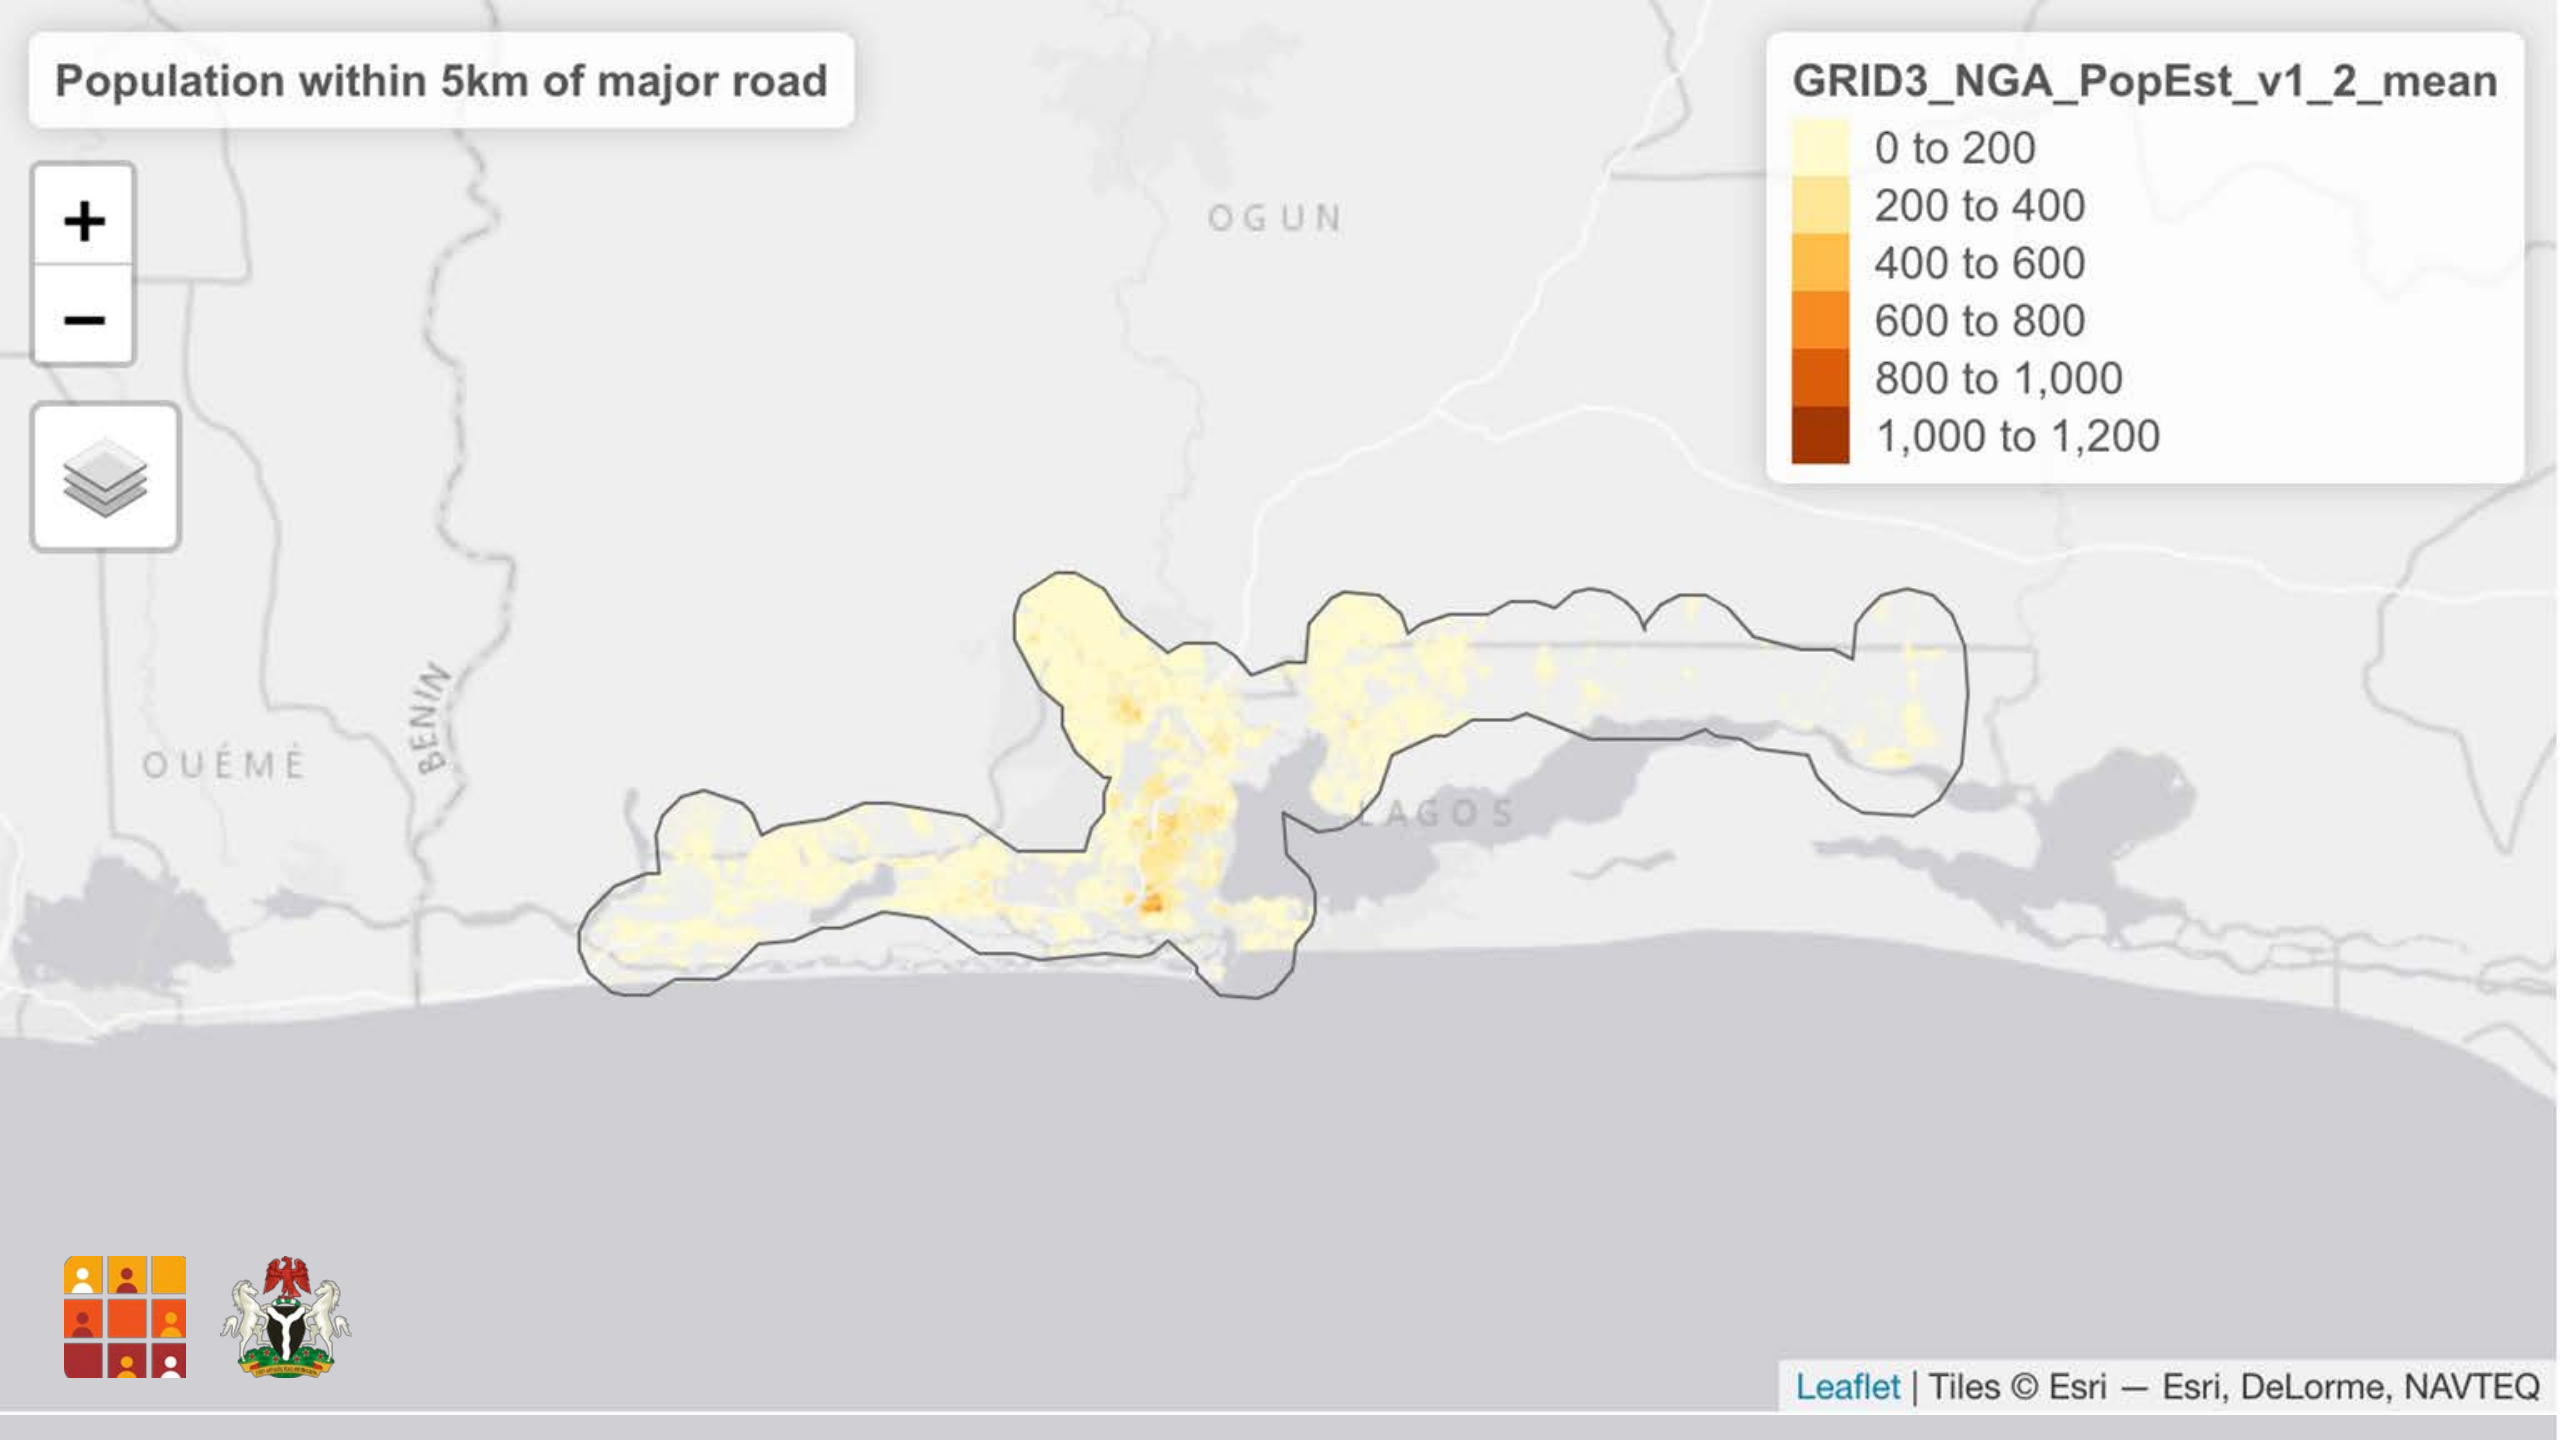 Population within 5km of major road
GRID3_NGA_PopEst_v1_2_mean
0 to 200
200 to 400
400 to 600
600 to 800
800 to 1,000
1,000 to 1,200
+
−
OGUN
BENIN
OUÉMÉ
LAGOS
Leaflet | Tiles © Esri — Esri, DeLorme, NAVTEQ